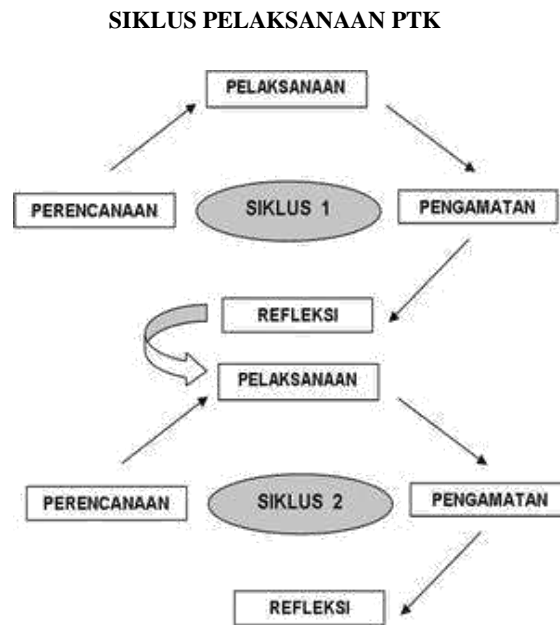 SIKLUS PELAKSANAAN PTK
PELAKSANAAN
PERENCANAAN
SIKLUS 1
PENGAMATAN
REFLEKSI
PELAKSANAAN
PERENCANAAN
SIKLUS 2
PENGAMATAN
REFLEKSI